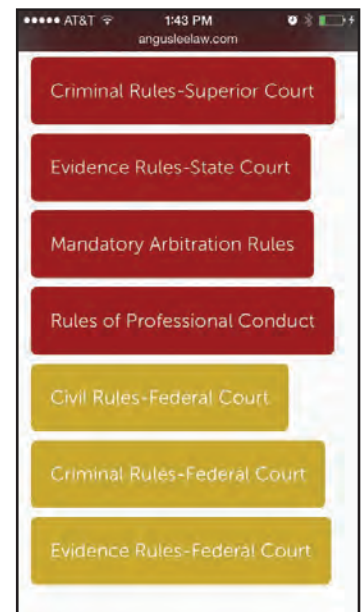 ●●●●● AT&T 1:43 PM
angusleelaw.com
Criminal Rules-Superior Court
Evidence Rules-State Court
Mandatory Arbitration Rules
Rules of Professional Conduct
Civil Rules-Federal Court
Criminal Rules-Federal Court
Evidence Rules-Federal Court